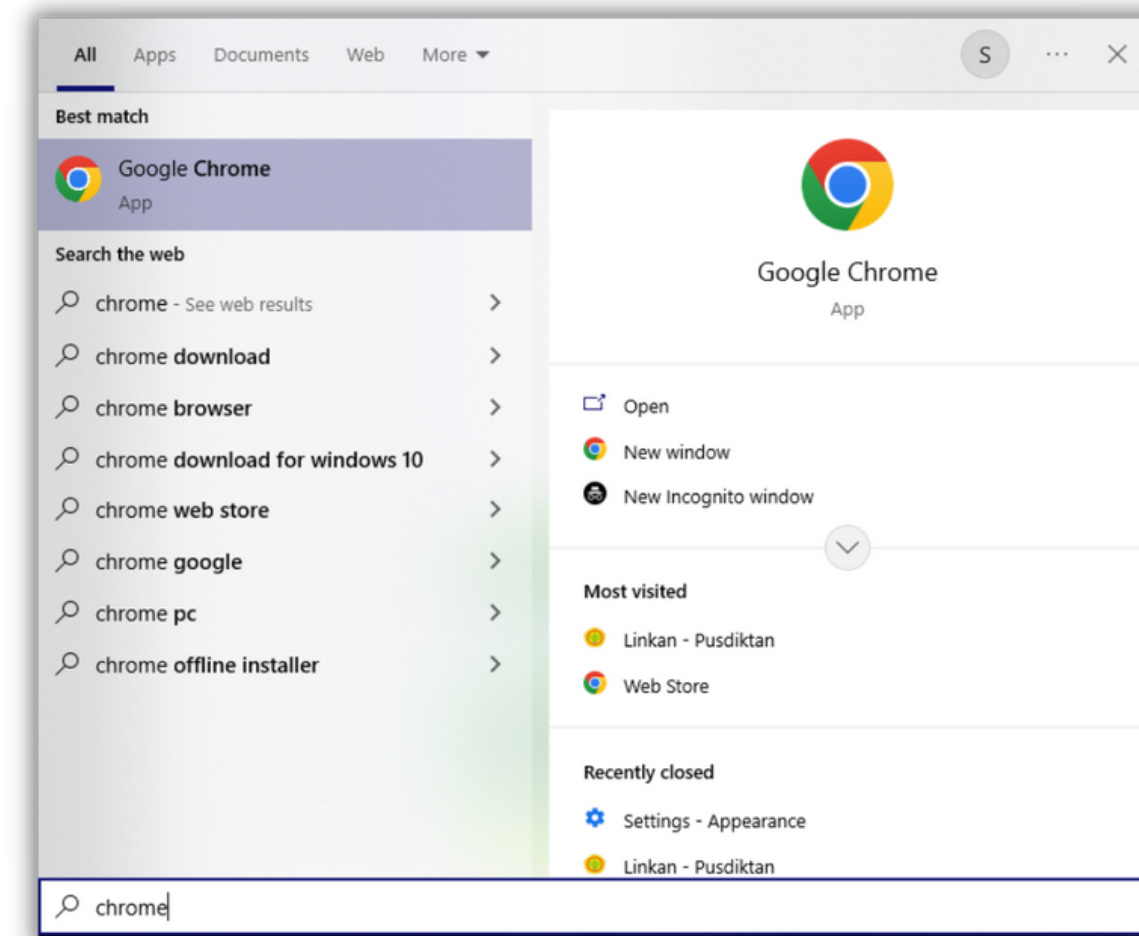 All Apps Documents Web More S ...
Best match
Google Chrome
App
Search the web
chrome - See web results
chrome download
chrome browser
chrome download for windows 10
chrome web store
chrome google
chrome pc
chrome offline installer
Google Chrome
App
Open
New window
New Incognito window
Most visited
Linkan - Pusdiktan
Web Store
Recently closed
Settings - Appearance
Linkan - Pusdiktan
chrome